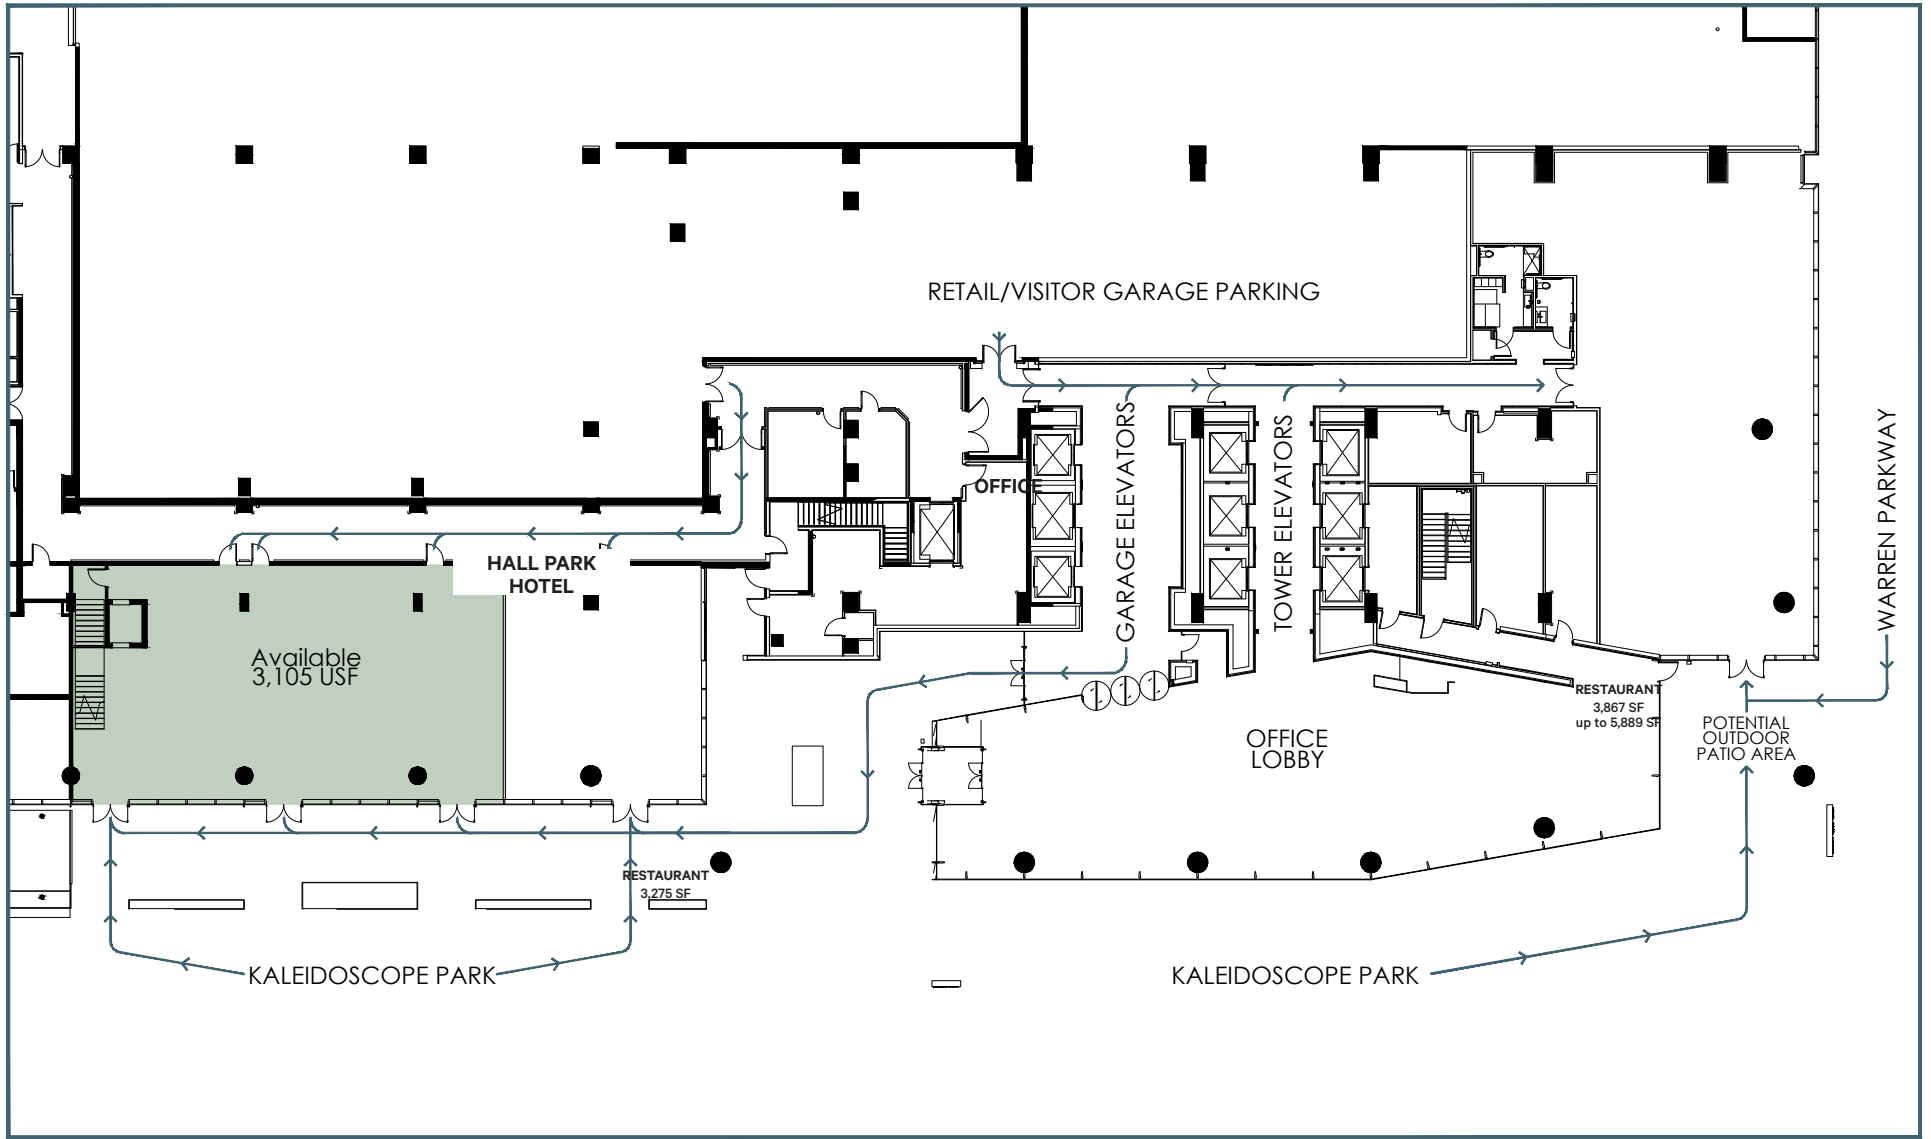 RETAIL/VISITOR GARAGE PARKING
GARAGE ELEVATORS
TOWER ELEVATORS
WARREN PARKWAY
OFFICE
HALL PARK
HOTEL
Available
3,105 USF
RESTAURANT
3,867 SF
up to 5,889 SF
POTENTIAL
OUTDOOR
PATIO AREA
OFFICE
LOBBY
RESTAURANT
3,275 SF
KALEIDOSCOPE PARK
KALEIDOSCOPE PARK